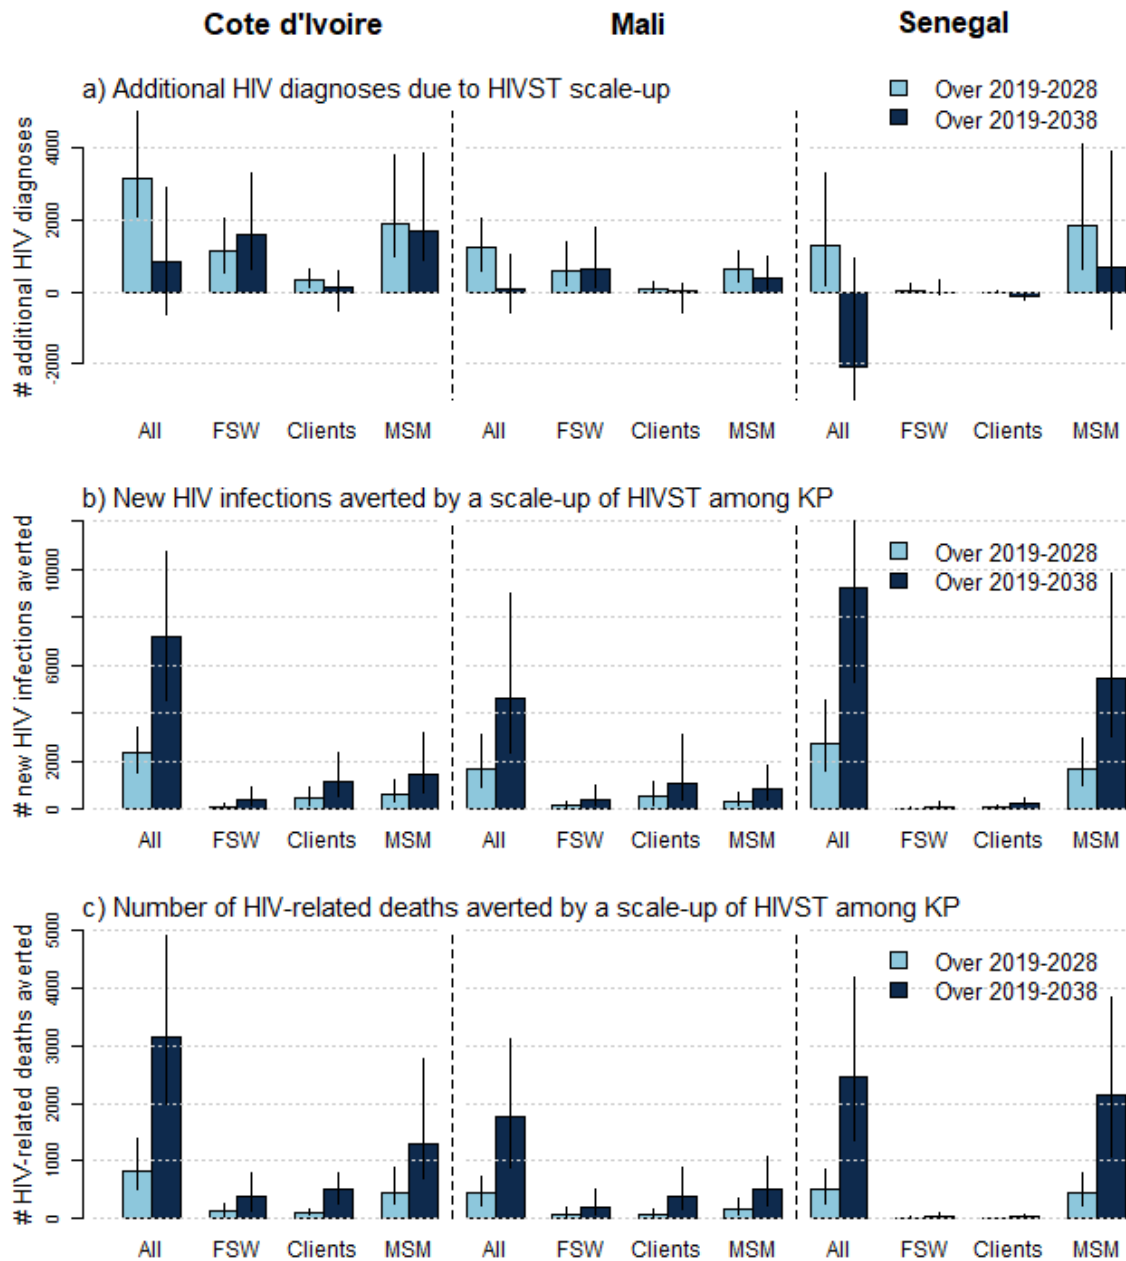 Cote d'Ivoire Mali Senegal
a) Additional HIV diagnoses due to HIVST scale-up
Over 2019-2028
Over 2019-2038
# additional HIV diagnoses
4000
2000
0
-2000
All FSW Clients MSM All FSW Clients MSM All FSW Clients MSM
b) New HIV infections averted by a scale-up of HIVST among KP
Over 2019-2028
Over 2019-2038
# new HIV infections averted
10000
6000
2000
0
All FSW Clients MSM All FSW Clients MSM All FSW Clients MSM
c) Number of HIV-related deaths averted by a scale-up of HIVST among KP
Over 2019-2028
Over 2019-2038
# HIV-related deaths averted
5000
4000
3000
2000
1000
0
All FSW Clients MSM All FSW Clients MSM All FSW Clients MSM